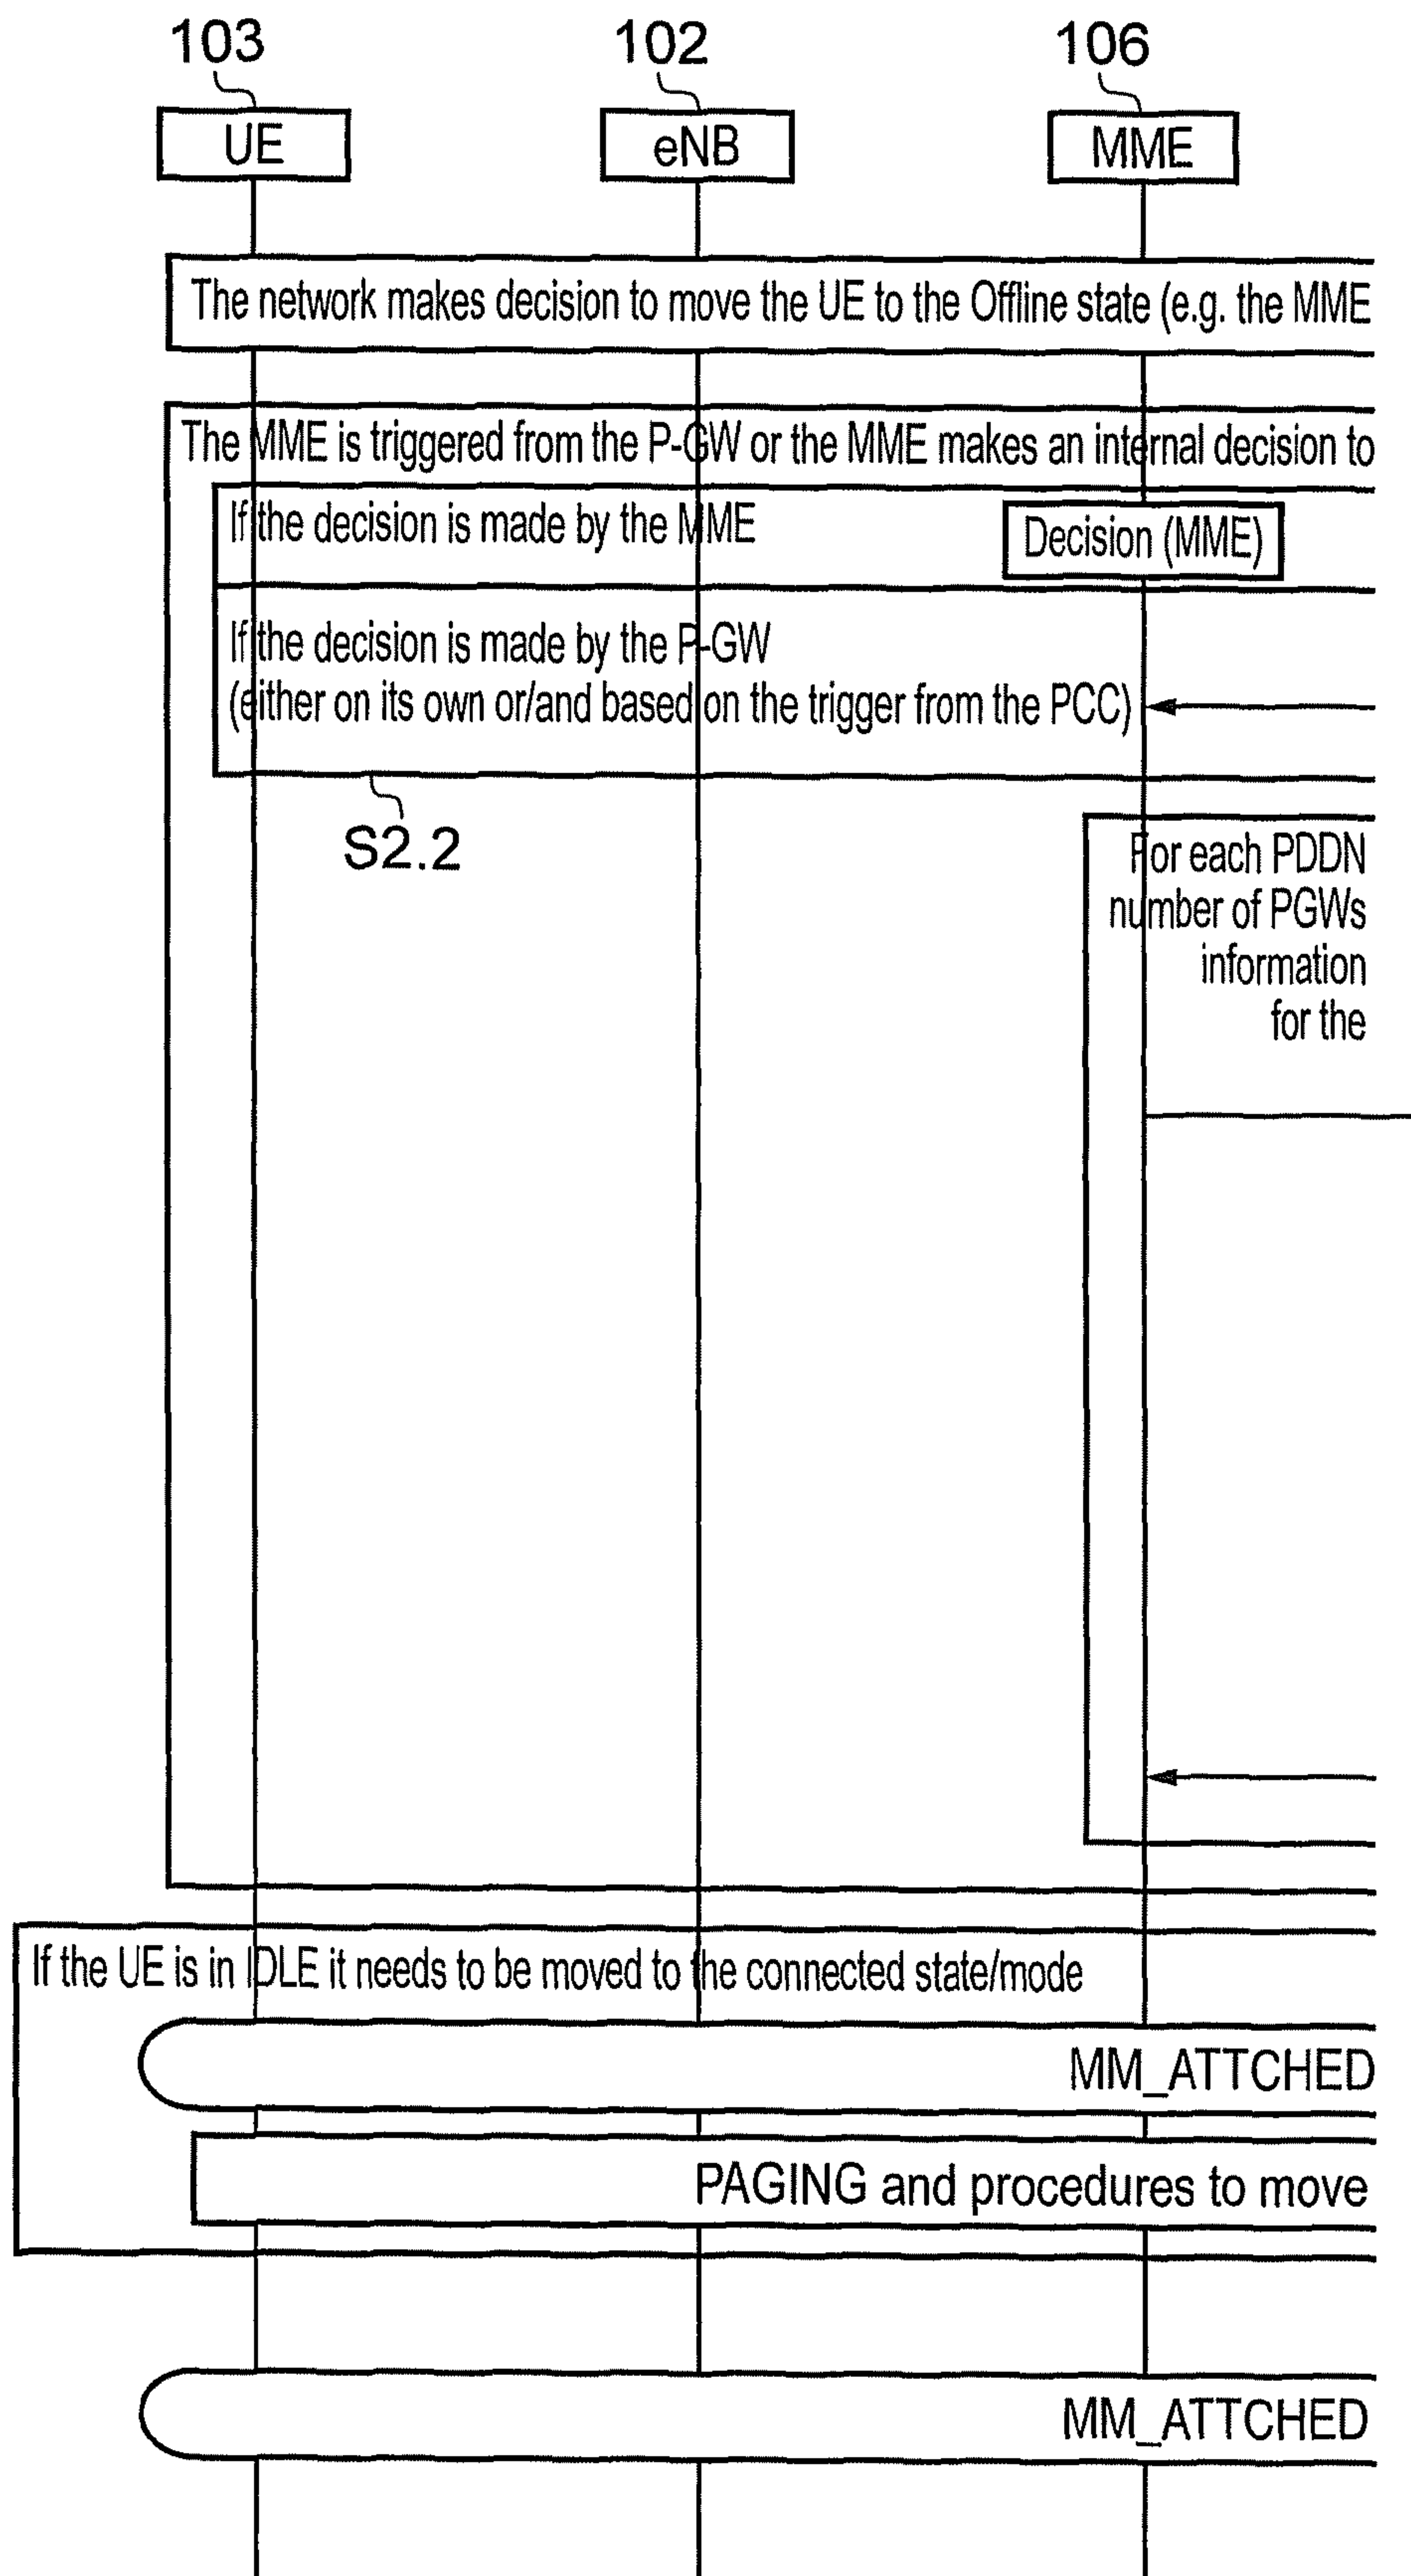 103 102 106
UE eNB MME
The network makes decision to move the UE to the Offline state (e.g. the MME
The MME is triggered from the P-GW or the MME makes an internal decision to
If the decision is made by the MME
Decision (MME)
If the decision is made by the P-GW
(either on its own or/and based on the trigger from the PCC)
S2.2
For each PDDN
number of PGWs
information
for the
If the UE is in IDLE it needs to be moved to the connected state/mode
MM_ATTCHED
PAGING and procedures to move
MM_ATTCHED